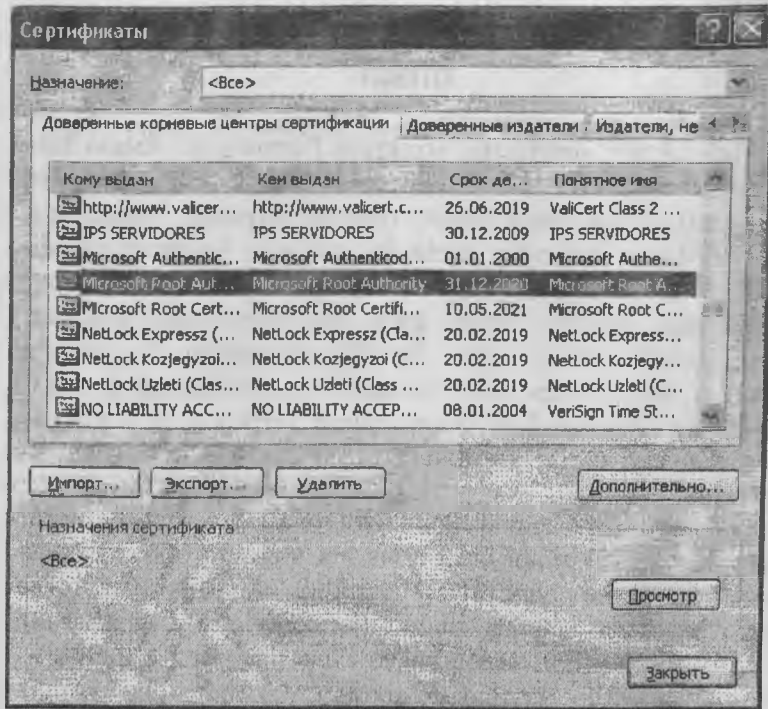 Сертификаты
Назначение: <Все>
Доверенные корневые центры сертификации Доверенные издатели Издатели, не
Кому выдан Кем выдан Срок де... Понятное имя
http://www.valicer... http://www.valicert.c... 26.06.2019 ValiCert Class 2 ...
IPS SERVIDORES IPS SERVIDORES 30.12.2009 IPS SERVIDORES
Microsoft Authentic... Microsoft Authenticod... 01.01.2000 Microsoft Authe...
Microsoft Root Aut... Microsoft Root Authority 31.12.2020 Microsoft Root A...
Microsoft Root Cert... Microsoft Root Certifi... 10.05.2021 Microsoft Root C...
NetLock Expressz (... NetLock Expressz (Cla... 20.02.2019 NetLock Express...
NetLock Kozjegyzoi ... NetLock Kozjegyzoi (C... 20.02.2019 NetLock Kozjegy...
NetLock Uzleti (Clas... NetLock Uzleti (Class ... 20.02.2019 NetLock Uzleti (C...
NO LIABILITY ACC... NO LIABILITY ACCEP... 08.01.2004 VeriSign Time St...
Импорт... Экспорт... Удалить Дополнительно...
Назначения сертификата
<Все>
Просмотр
Закрыть